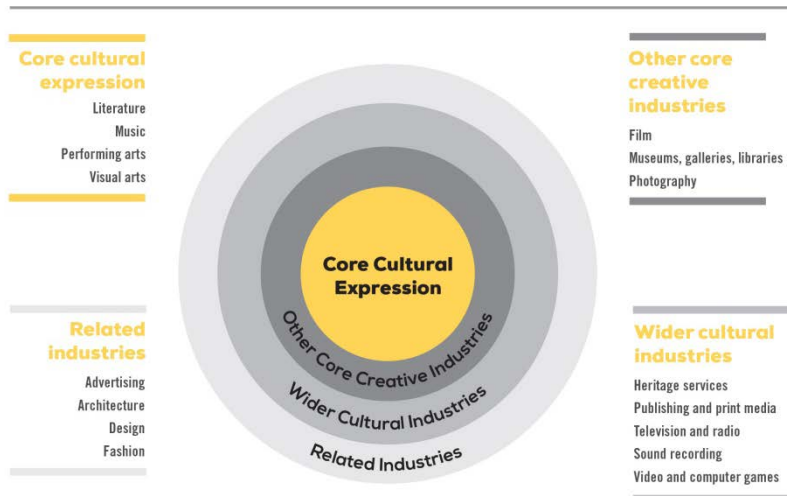 Core cultural
expression
Literature
Music
Performing arts
Visual arts
Other core
creative
industries
Film
Museums, galleries, libraries
Photography
Core Cultural
Expression
Other Core Creative Industries
Wider Cultural Industries
Related Industries
Related
industries
Advertising
Architecture
Design
Fashion
Wider cultural
industries
Heritage services
Publishing and print media
Television and radio
Sound recording
Video and computer games